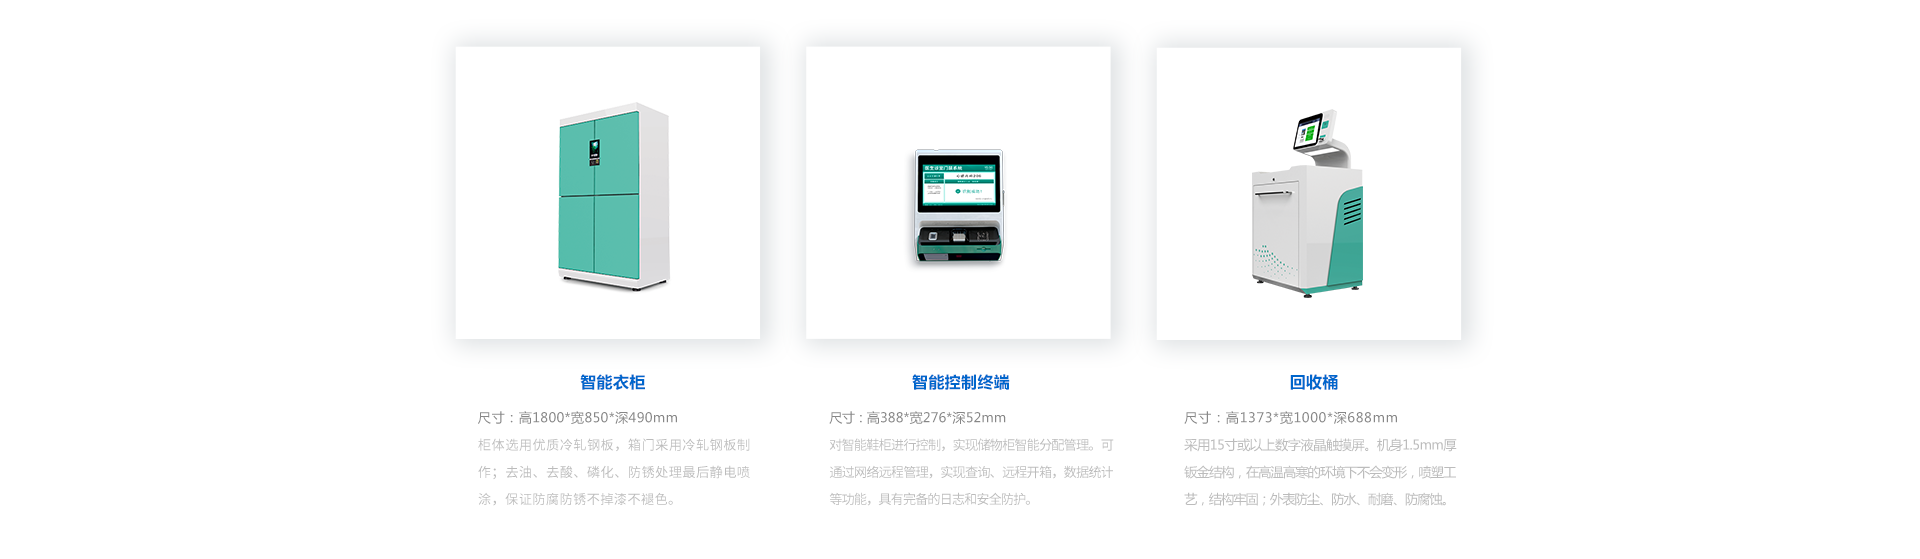 智能衣柜
尺寸：高1800*宽850*深490mm
柜体选用优质冷轧钢板，箱门采用冷轧钢板制
作；去油、去酸、磷化、防锈处理最后静电喷
涂，保证防腐防锈不掉漆不褪色。
智能控制终端
尺寸：高388*宽276*深52mm
对智能鞋柜进行控制，实现储物柜智能分配管理。可
通过网络远程管理，实现查询、远程开箱，数据统计
等功能，具有完备的日志和安全防护。
回收桶
尺寸：高1373*宽1000*深688mm
采用15寸或以上数字液晶触摸屏。机身1.5mm厚
钣金结构，在高温高寒的环境下不会变形，喷塑工
艺，结构牢固；外表防尘、防水、耐磨、防腐蚀。